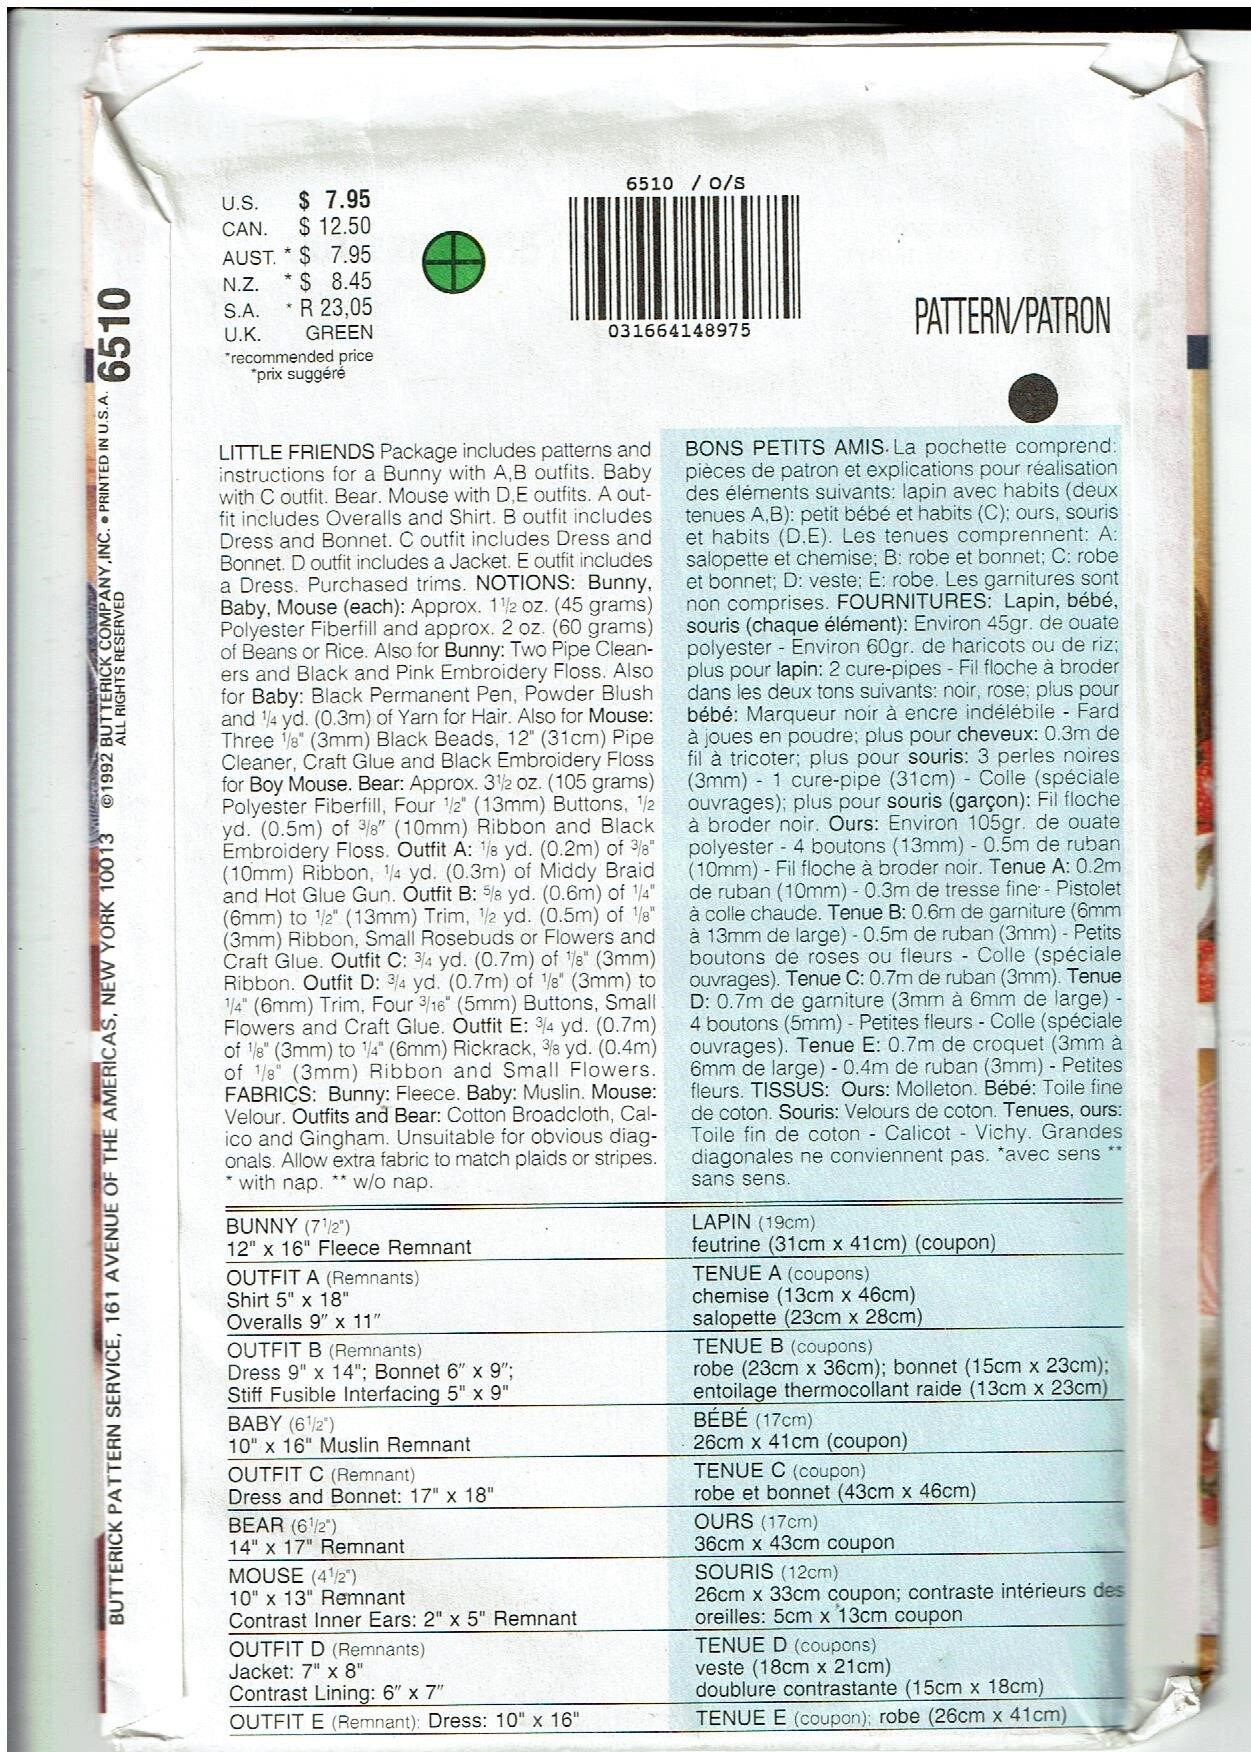 6510 / O/S
031664148975
U.S. $ 7.95
CAN. $ 12.50
AUST. * $ 7.95
N.Z. * $ 8.45
S.A. * R 23,05
U.K. GREEN
*recommended price
*prix suggéré
PATTERN/PATRON
6510
©1992 BUTTERICK COMPANY,INC. ● PRINTED IN U.S.A.
ALL RIGHTS RESERVED
BUTTERICK PATTERN SERVICE, 161 AVENUE OF THE AMERICAS, NEW YORK 10013
LITTLE FRIENDS Package includes patterns and
instructions for a Bunny with A,B outfits. Baby
with C outfit. Bear. Mouse with D,E outfits. A out-
fit includes Overalls and Shirt. B outfit includes
Dress and Bonnet. C outfit includes Dress and
Bonnet. D outfit includes a Jacket. E outfit includes
a Dress. Purchased trims. NOTIONS: Bunny,
Baby, Mouse (each): Approx. 1 1/2 oz. (45 grams)
Polyester Fiberfill and approx. 2 oz. (60 grams)
of Beans or Rice. Also for Bunny: Two Pipe Clean-
ers and Black and Pink Embroidery Floss. Also
for Baby: Black Permanent Pen, Powder Blush
and 1/4 yd. (0.3m) of Yarn for Hair. Also for Mouse:
Three 1/8" (3mm) Black Beads, 12" (31cm) Pipe
Cleaner, Craft Glue and Black Embroidery Floss
for Boy Mouse. Bear: Approx. 3 1/2 oz. (105 grams)
Polyester Fiberfill, Four 1/2" (13mm) Buttons, 1/2
yd. (0.5m) of 3/8" (10mm) Ribbon and Black
Embroidery Floss. Outfit A: 1/8 yd. (0.2m) of 3/8"
(10mm) Ribbon, 1/4 yd. (0.3m) of Middy Braid
and Hot Glue Gun. Outfit B: 5/8 yd. (0.6m) of 1/4"
(6mm) to 1/2" (13mm) Trim, 1/2 yd. (0.5m) of 1/8"
(3mm) Ribbon, Small Rosebuds or Flowers and
Craft Glue. Outfit C: 3/4 yd. (0.7m) of 1/8" (3mm)
Ribbon. Outfit D: 3/4 yd. (0.7m) of 1/8" (3mm) to
1/4" (6mm) Trim, Four 3/16" (5mm) Buttons, Small
Flowers and Craft Glue. Outfit E: 3/4 yd. (0.7m)
of 1/8" (3mm) to 1/4" (6mm) Rickrack, 3/8 yd. (0.4m)
of 1/8" (3mm) Ribbon and Small Flowers.
FABRICS: Bunny: Fleece. Baby: Muslin. Mouse:
Velour. Outfits and Bear: Cotton Broadcloth, Cal-
ico and Gingham. Unsuitable for obvious diag-
onals. Allow extra fabric to match plaids or stripes.
* with nap. ** w/o nap.
BONS PETITS AMIS. La pochette comprend:
pièces de patron et explications pour réalisation
des éléments suivants: lapin avec habits (deux
tenues A,B): petit bébé et habits (C); ours, souris
et habits (D,E). Les tenues comprennent: A:
salopette et chemise; B: robe et bonnet; C: robe
et bonnet; D: veste; E: robe. Les garnitures sont
non comprises. FOURNITURES: Lapin, bébé,
souris (chaque élément): Environ 45gr. de ouate
polyester - Environ 60gr. de haricots ou de riz;
plus pour lapin: 2 cure-pipes - Fil floche à broder
dans les deux tons suivants: noir, rose; plus pour
bébé: Marqueur noir à encre indélébile - Fard
à joues en poudre; plus pour cheveux: 0.3m de
fil à tricoter; plus pour souris: 3 perles noires
(3mm) - 1 cure-pipe (31cm) - Colle (spéciale
ouvrages); plus pour souris (garçon): Fil floche
à broder noir. Ours: Environ 105gr. de ouate
polyester - 4 boutons (13mm) - 0.5m de ruban
(10mm) - Fil floche à broder noir. Tenue A: 0.2m
de ruban (10mm) - 0.3m de tresse fine - Pistolet
à colle chaude. Tenue B: 0.6m de garniture (6mm
à 13mm de large) - 0.5m de ruban (3mm) - Petits
boutons de roses ou fleurs - Colle (spéciale
ouvrages). Tenue C: 0.7m de ruban (3mm). Tenue
D: 0.7m de garniture (3mm à 6mm de large) -
4 boutons (5mm) - Petites fleurs - Colle (spéciale
ouvrages). Tenue E: 0.7m de croquet (3mm à
6mm de large) - 0.4m de ruban (3mm) - Petites
fleurs. TISSUS: Ours: Molleton. Bébé: Toile fine
de coton. Souris: Velours de coton. Tenues, ours:
Toile fin de coton - Calicot - Vichy. Grandes
diagonales ne conviennent pas. *avec sens **
sans sens.
BUNNY (7 1/2")
12" x 16" Fleece Remnant
OUTFIT A (Remnants)
Shirt 5" x 18"
Overalls 9" x 11"
OUTFIT B (Remnants)
Dress 9" x 14"; Bonnet 6" x 9";
Stiff Fusible Interfacing 5" x 9"
BABY (6 1/2")
10" x 16" Muslin Remnant
OUTFIT C (Remnant)
Dress and Bonnet: 17" x 18"
BEAR (6 1/2")
14" x 17" Remnant
MOUSE (4 1/2")
10" x 13" Remnant
Contrast Inner Ears: 2" x 5" Remnant
OUTFIT D (Remnants)
Jacket: 7" x 8"
Contrast Lining: 6" x 7"
OUTFIT E (Remnant): Dress: 10" x 16"
LAPIN (19cm)
feutrine (31cm x 41cm) (coupon)
TENUE A (coupons)
chemise (13cm x 46cm)
salopette (23cm x 28cm)
TENUE B (coupons)
robe (23cm x 36cm); bonnet (15cm x 23cm);
entoilage thermocollant raide (13cm x 23cm)
BÉBÉ (17cm)
26cm x 41cm (coupon)
TENUE C (coupon)
robe et bonnet (43cm x 46cm)
OURS (17cm)
36cm x 43cm coupon
SOURIS (12cm)
26cm x 33cm coupon; contraste intérieurs des
oreilles: 5cm x 13cm coupon
TENUE D (coupons)
veste (18cm x 21cm)
doublure contrastante (15cm x 18cm)
TENUE E (coupon); robe (26cm x 41cm)